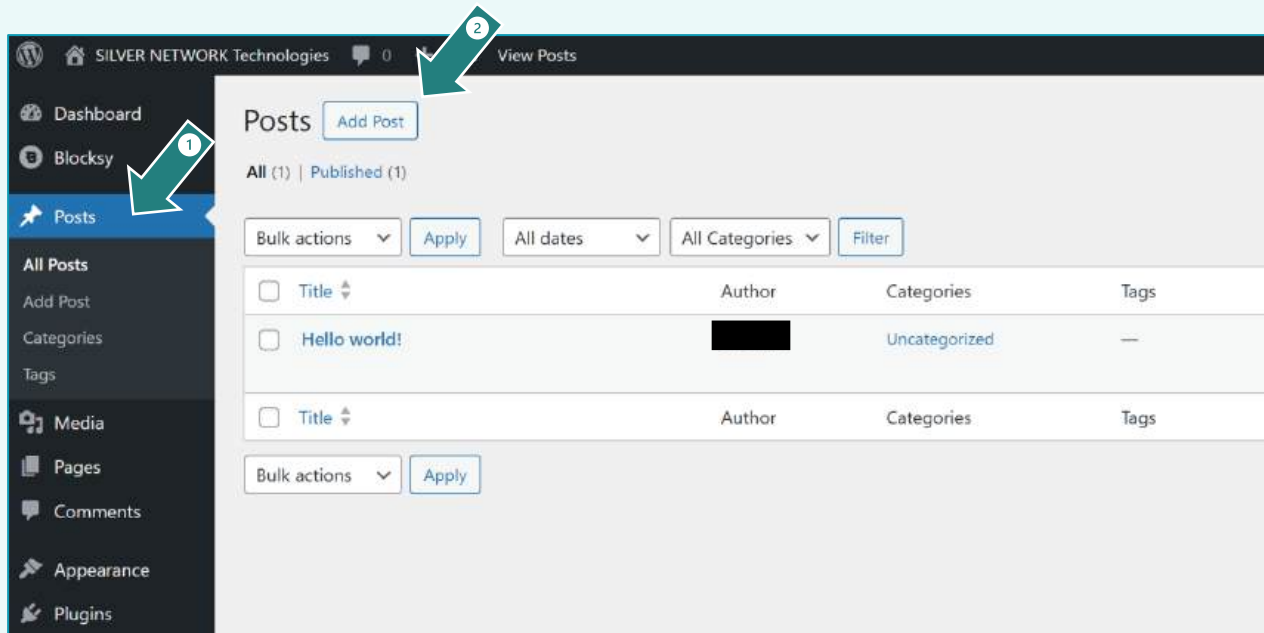 2
SILVER NETWORK Technologies 0 View Posts
Dashboard
Posts Add Post
1
Blocksy
All (1) | Published (1)
Posts
Bulk actions Apply All dates All Categories Filter
All Posts
Title Author Categories Tags
Add Post
Categories
Hello world! Uncategorized —
Tags
Title Author Categories Tags
Media
Pages
Bulk actions Apply
Comments
Appearance
Plugins